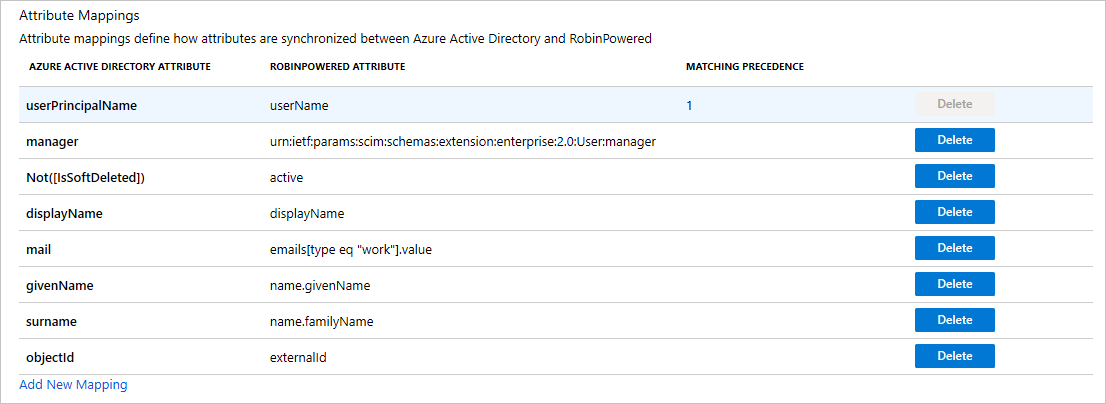 Attribute Mappings
Attribute mappings define how attributes are synchronized between Azure Active Directory and RobinPowered
AZURE ACTIVE DIRECTORY ATTRIBUTE ROBINPOWERED ATTRIBUTE MATCHING PRECEDENCE
userPrincipalName userName 1 Delete
manager urn:ietf:params:scim:schemas:extension:enterprise:2.0:User:manager Delete
Not([IsSoftDeleted]) active Delete
displayName displayName Delete
mail emails[type eq "work"].value Delete
givenName name.givenName Delete
surname name.familyName Delete
objectId externalId Delete
Add New Mapping